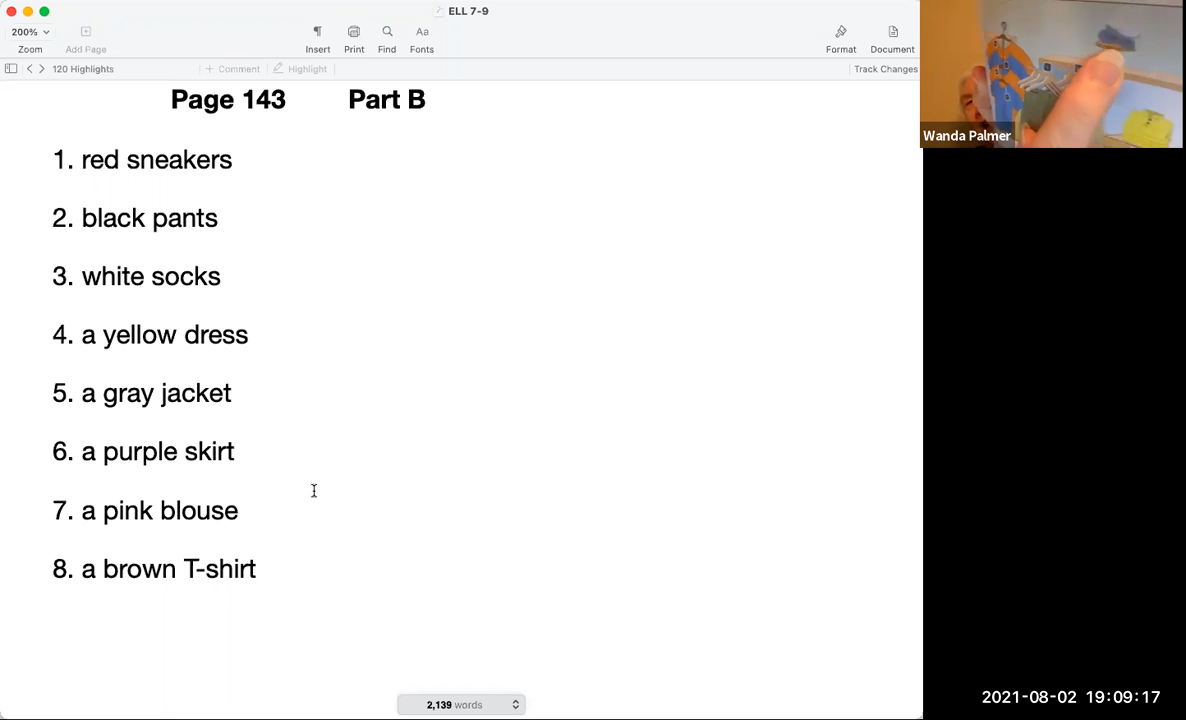 ELL 7-9
200%
Zoom
Add Page
Insert
Print
Find
Aa
Fonts
Format
Document
120 Highlights
+ Comment
Highlight
Track Changes
Page 143 Part B
1. red sneakers
2. black pants
3. white socks
4. a yellow dress
5. a gray jacket
6. a purple skirt
7. a pink blouse
8. a brown T-shirt
2,139 words
Wanda Palmer
2021-08-02 19:09:17